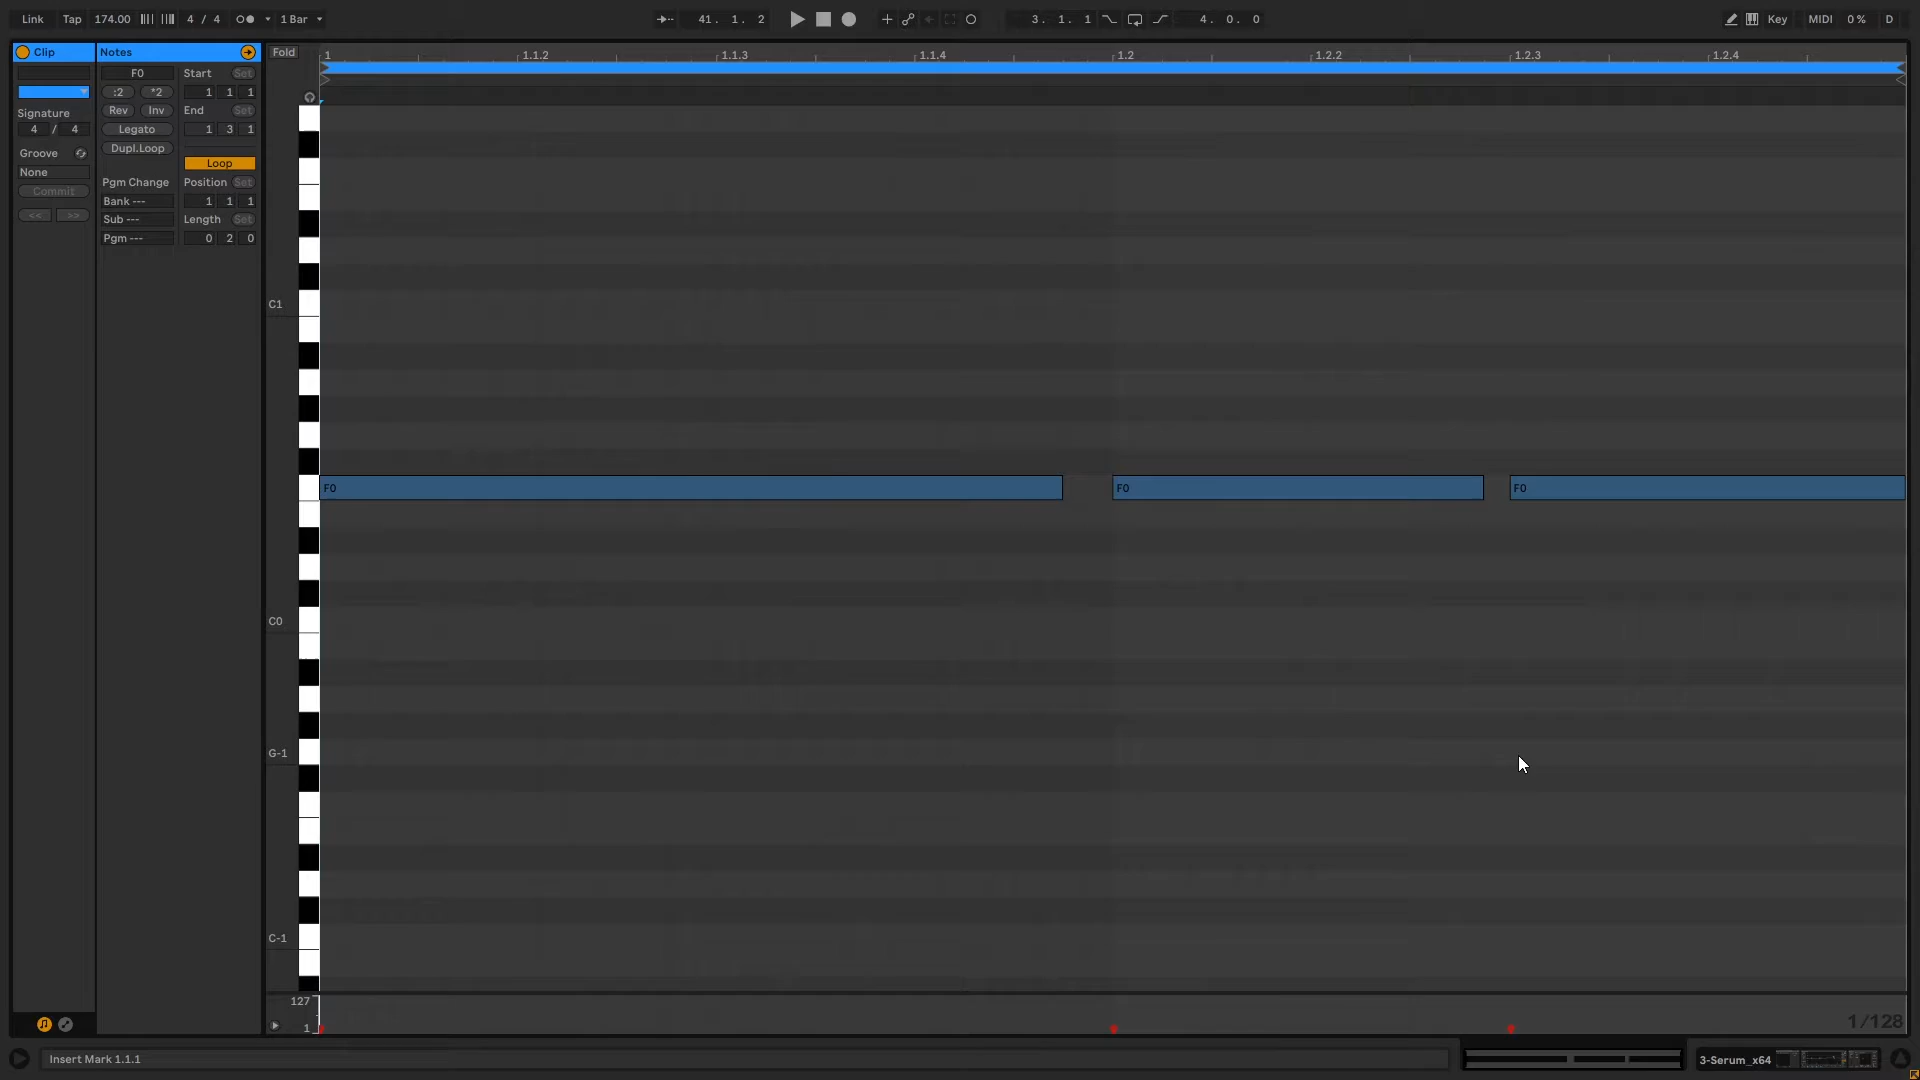 Link Tap 174.00 4 / 4 1 Bar 41. 1. 2 3. 1. 1 4. 0. 0 Key MIDI 0 % D
Clip Notes Fold 1 1.1.2 1.1.3 1.1.4 1.2 1.2.2 1.2.3 1.2.4
F0 Start Set
:2 *2 1 1 1
Signature Rev Inv End Set
4 / 4 Legato 1 3 1
Groove Dupl.Loop
None Loop
Pgm Change Position Set
Commit Bank --- 1 1 1
<< >> Sub --- Length Set
Pgm --- 0 2 0
C1
F0 F0 F0
C0
G-1
C-1
127
1 1/128
Insert Mark 1.1.1 3-Serum_x64